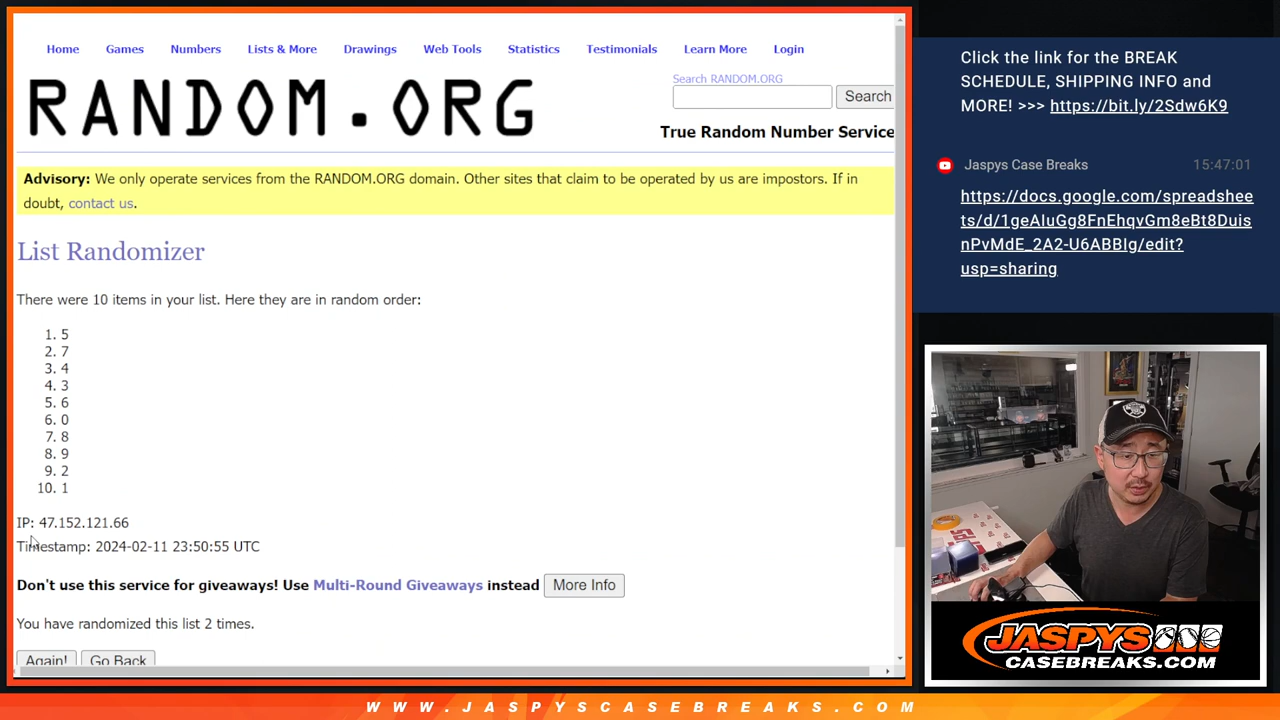 Home Games Numbers Lists & More Drawings Web Tools Statistics Testimonials Learn More Login
RANDOM.ORG
Search RANDOM.ORG
Search
True Random Number Service
Advisory: We only operate services from the RANDOM.ORG domain. Other sites that claim to be operated by us are impostors. If in
doubt, contact us.
List Randomizer
There were 10 items in your list. Here they are in random order:
1. 5
2. 7
3. 4
4. 3
5. 6
6. 0
7. 8
8. 9
9. 2
10. 1
IP: 47.152.121.66
Timestamp: 2024-02-11 23:50:55 UTC
Don't use this service for giveaways! Use Multi-Round Giveaways instead More Info
You have randomized this list 2 times.
Again! Go Back
Click the link for the BREAK
SCHEDULE, SHIPPING INFO and
MORE! >>> https://bit.ly/2Sdw6K9
Jaspys Case Breaks 15:47:01
https://docs.google.com/spreadshee
ts/d/1geAIuGg8FnEhqvGm8eBt8Duis
nPvMdE_2A2-U6ABBIg/edit?
usp=sharing
JASPYS
CASEBREAKS.COM
WWW.JASPYSCASEBREAKS.COM